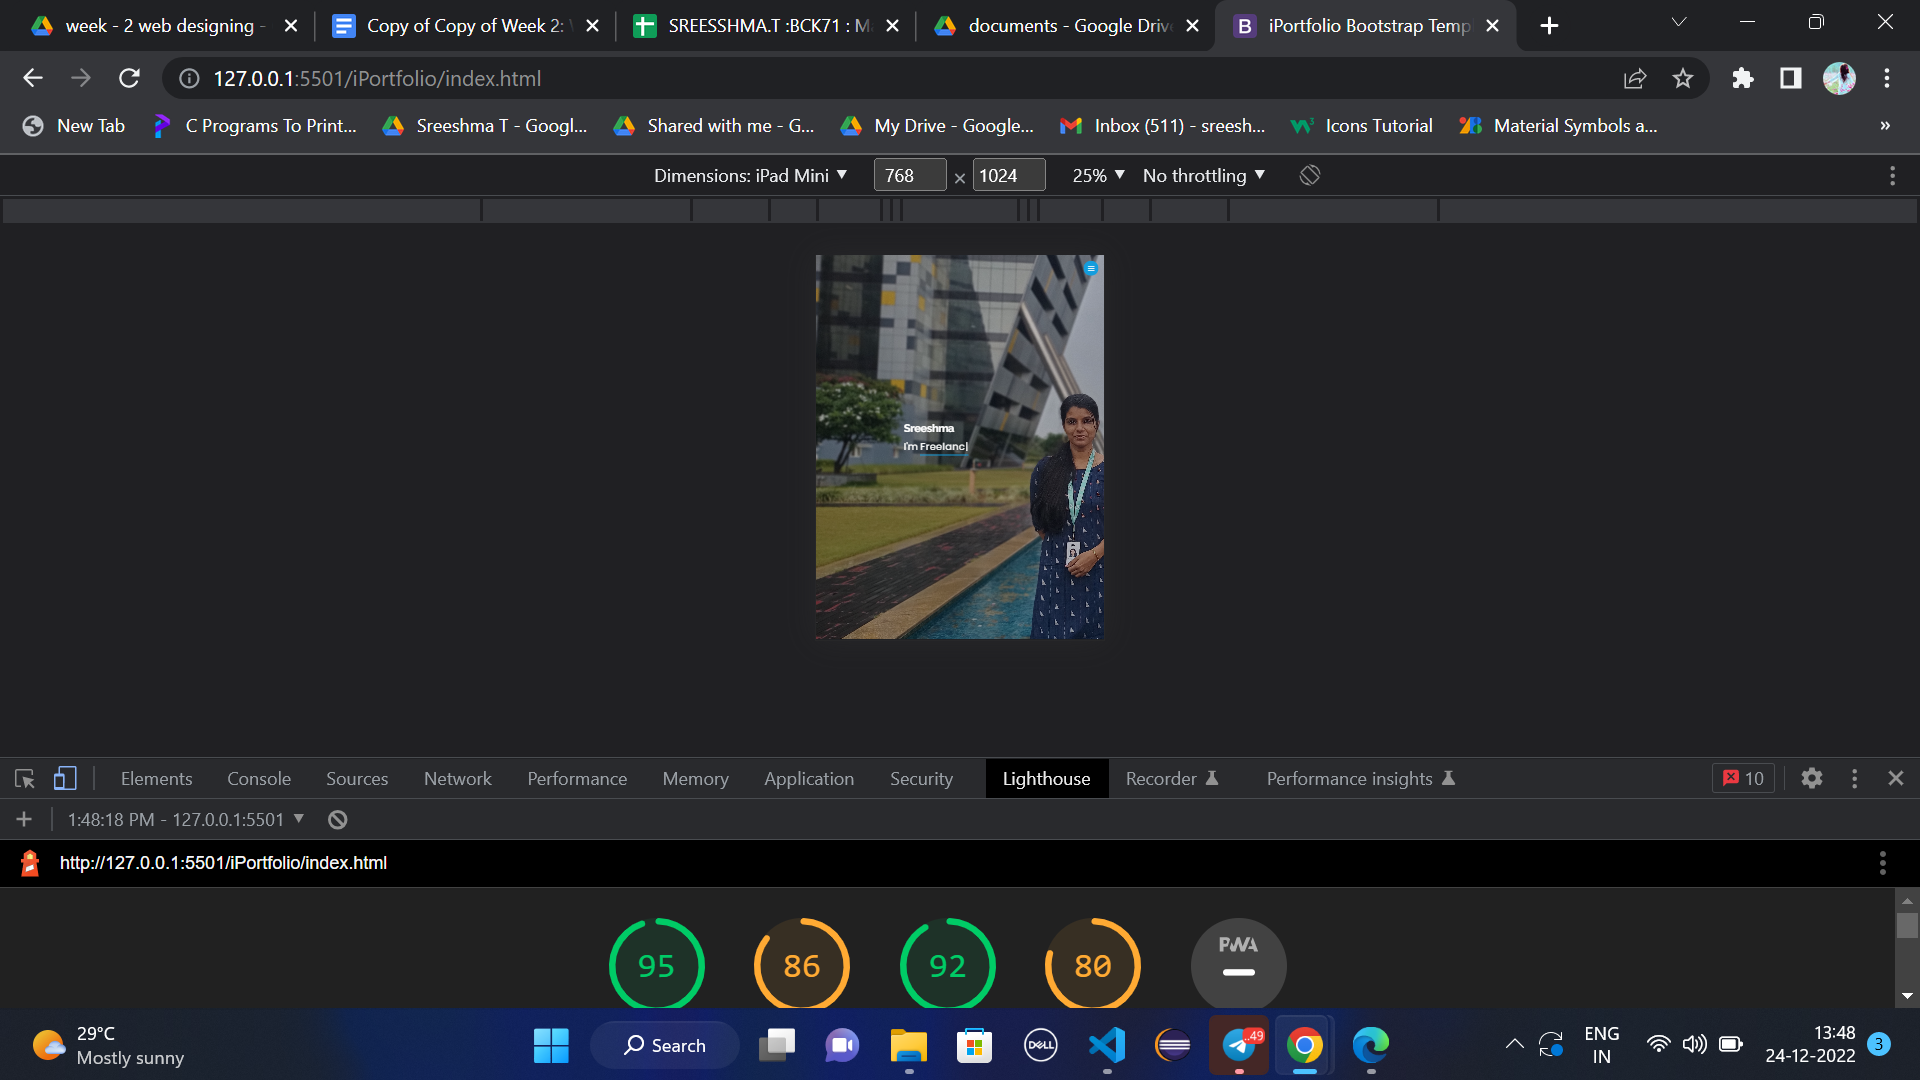 week - 2 web designing -
Copy of Copy of Week 2: W
SREESSHMA.T :BCK71 : Ma
documents - Google Drive
iPortfolio Bootstrap Temp
127.0.0.1:5501/iPortfolio/index.html
New Tab
C Programs To Print...
Sreeshma T - Googl...
Shared with me - G...
My Drive - Google...
Inbox (511) - sreesh...
Icons Tutorial
Material Symbols a...
»
Dimensions: iPad Mini ▼
768 × 1024
25% ▼
No throttling ▼
Sreeshma
I'm Freelanc|
Elements
Console
Sources
Network
Performance
Memory
Application
Security
Lighthouse
Recorder
Performance insights
10
1:48:18 PM - 127.0.0.1:5501 ▼
http://127.0.0.1:5501/iPortfolio/index.html
95
86
92
80
PWA
29°C
Mostly sunny
Search
DELL
..49
ENG
IN
13:48
24-12-2022
3